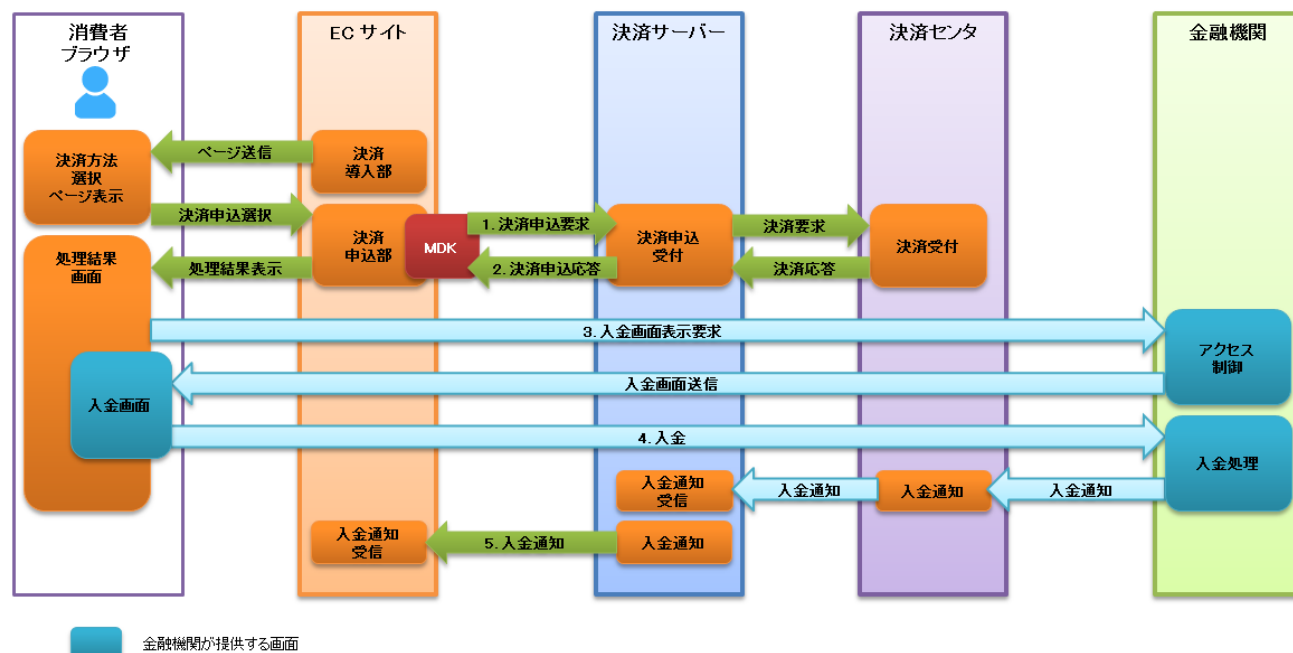 消費者
ブラウザ
ECサイト
決済サーバー
決済センタ
金融機関
決済方法
選択
ページ表示
ページ送信
決済
導入部
決済申込選択
決済
申込部
MDK
1.決済申込要求
決済申込
受付
決済要求
決済受付
処理結果
画面
処理結果表示
2.決済申込応答
決済応答
3.入金画面表示要求
アクセス
制御
入金画面送信
入金画面
4.入金
入金処理
入金通知
受信
入金通知
入金通知
入金通知
入金通知
受信
5.入金通知
入金通知
金融機関が提供する画面